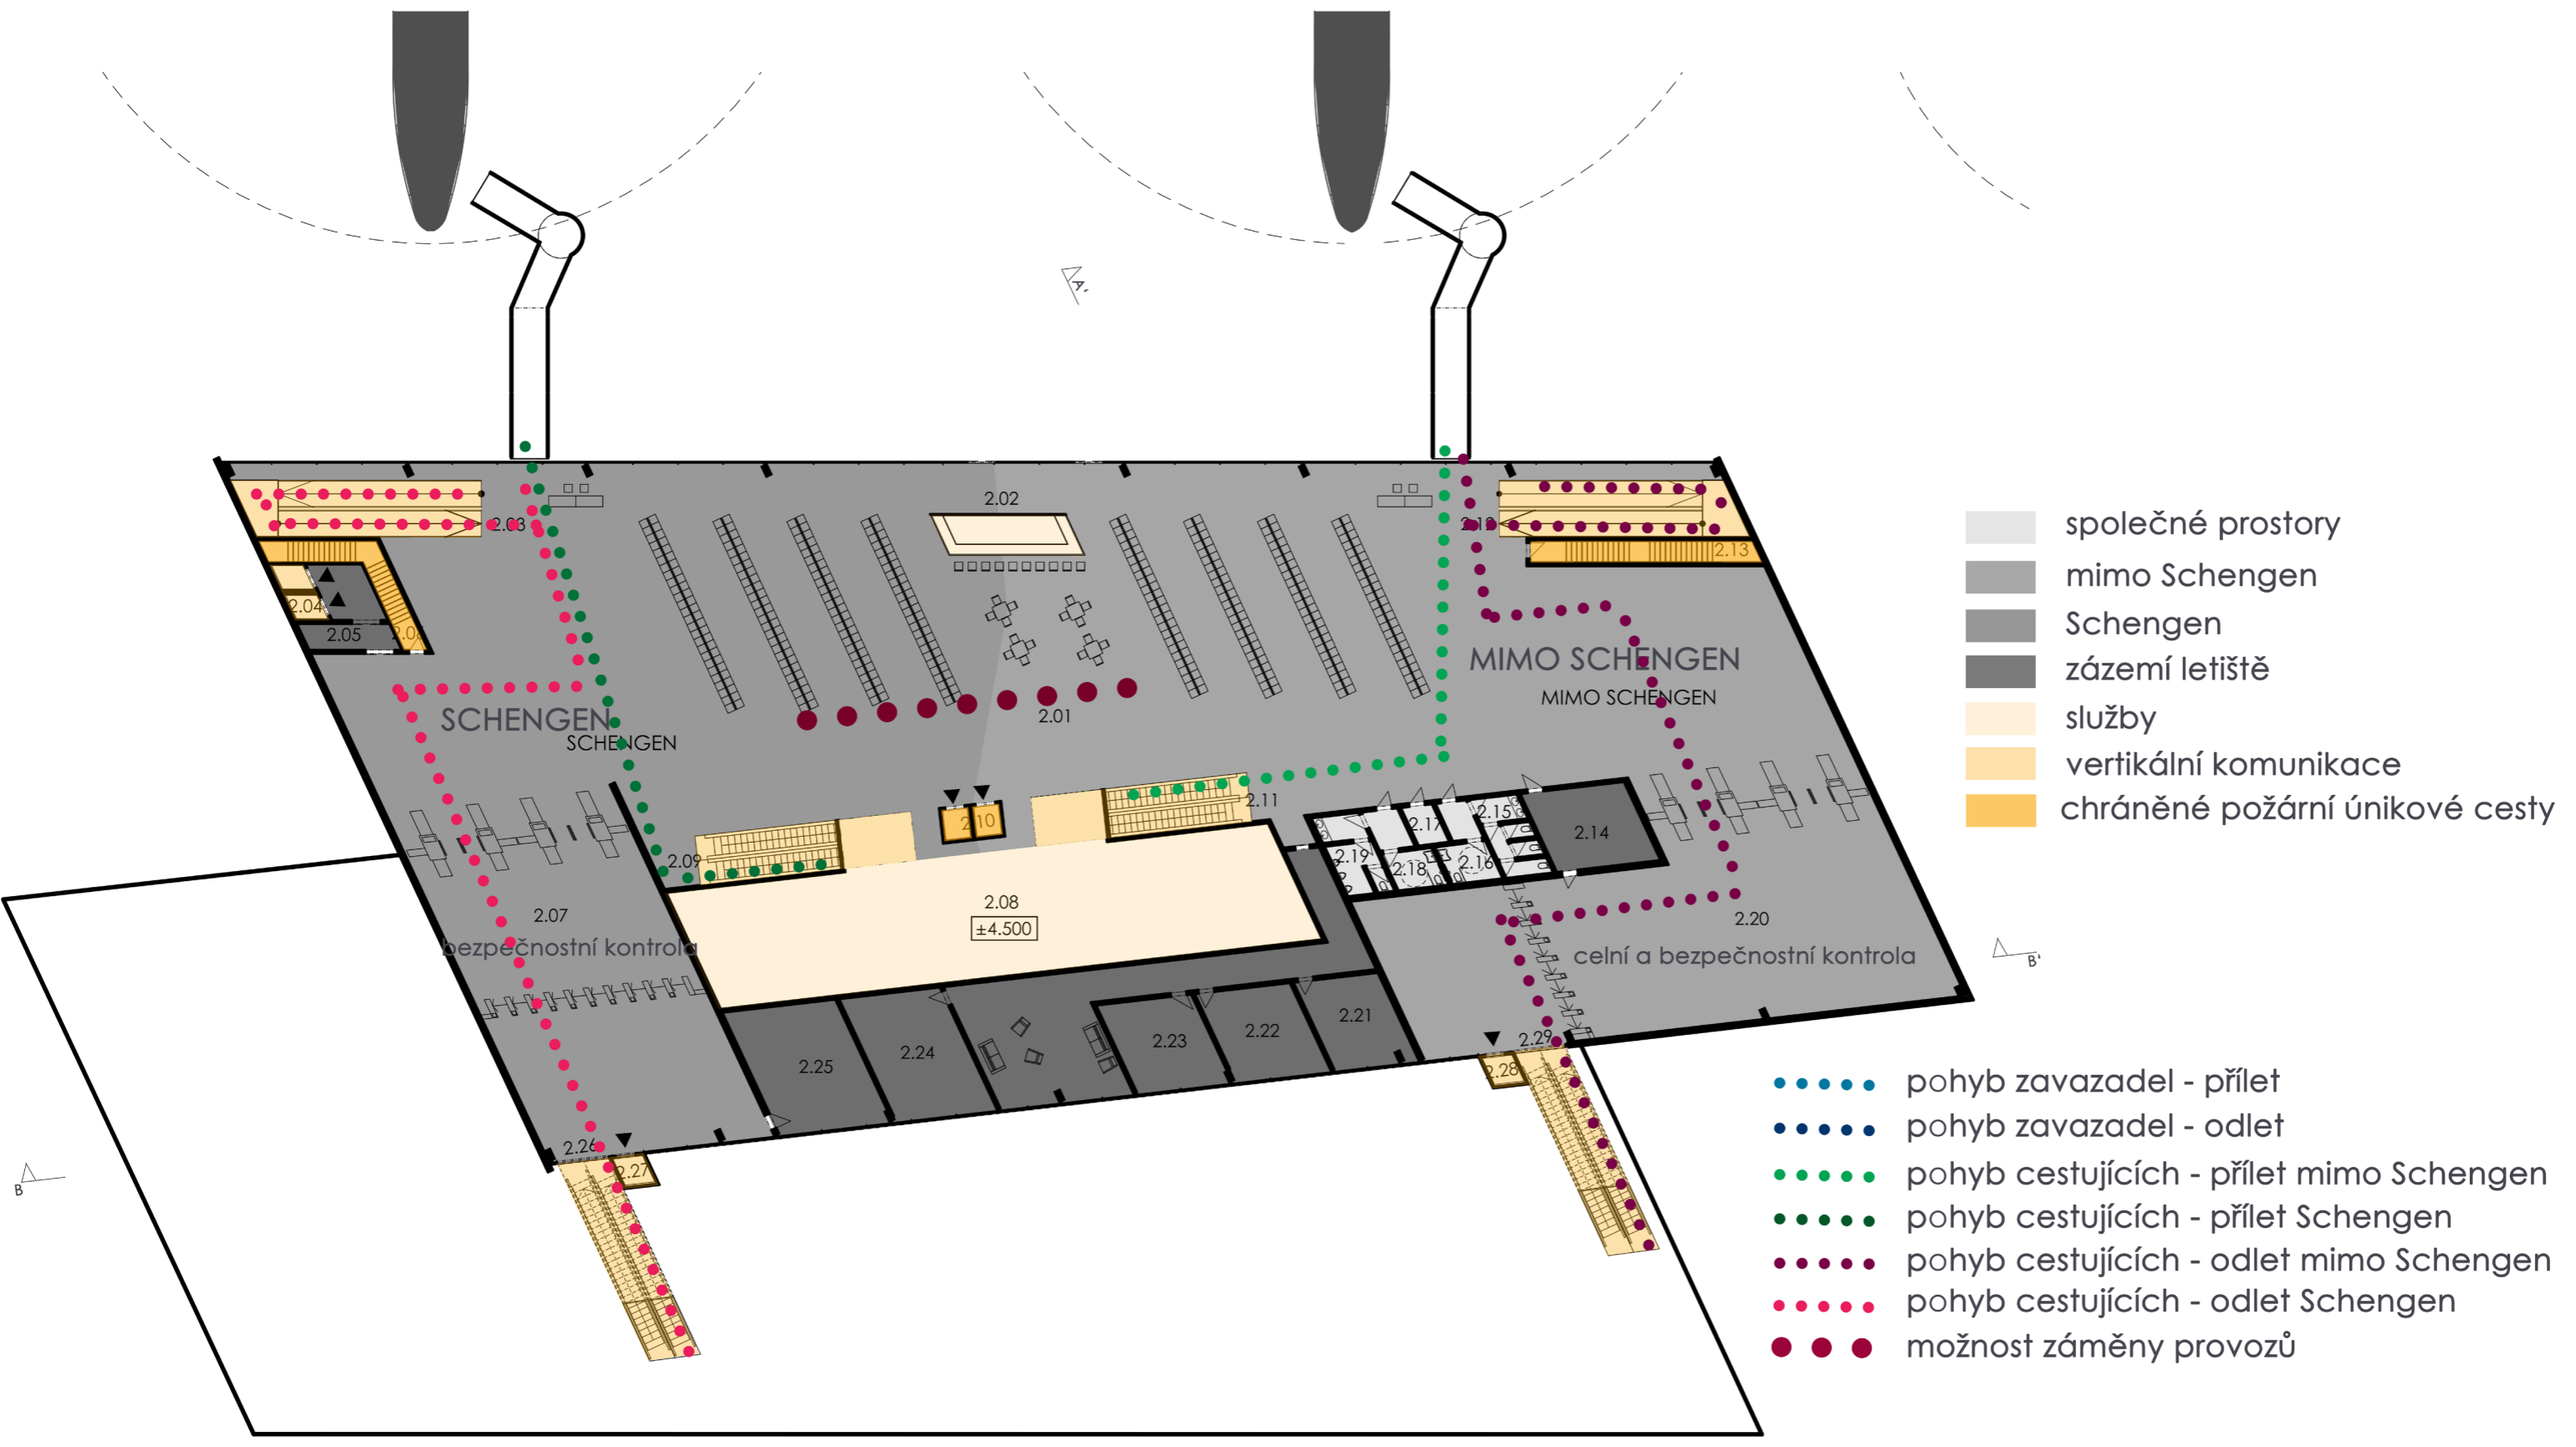 A'
2.02
2.03
2.12
2.13
společné prostory
mimo Schengen
Schengen
zázemí letiště
služby
vertikální komunikace
chráněné požární únikové cesty
2.04
2.05
MIMO SCHENGEN
MIMO SCHENGEN
SCHENGEN
SCHENGEN
2.01
2.09
2.10
2.11
2.19
2.17
2.15
2.18
2.16
2.14
2.07
bezpečnostní kontrola
2.08
±4.500
2.20
celní a bezpečnostní kontrola
B'
2.25
2.24
2.23
2.22
2.21
2.29
2.28
2.26
2.27
B
pohyb zavazadel - přílet
pohyb zavazadel - odlet
pohyb cestujících - přílet mimo Schengen
pohyb cestujících - přílet Schengen
pohyb cestujících - odlet mimo Schengen
pohyb cestujících - odlet Schengen
možnost záměny provozů